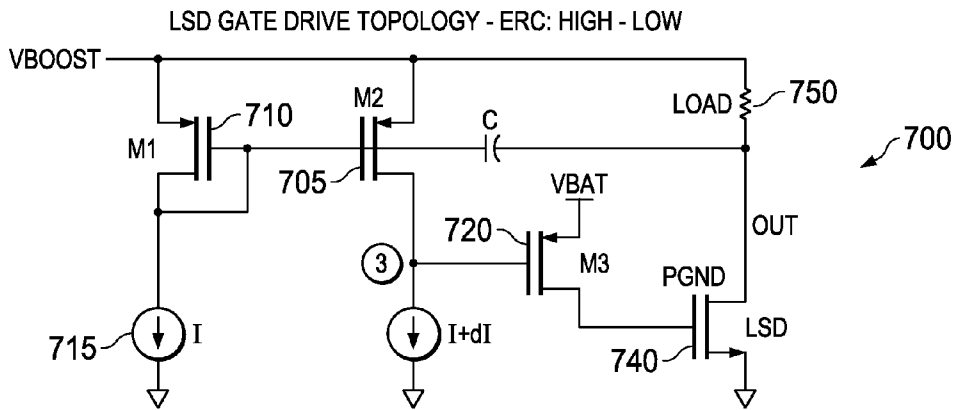 LSD GATE DRIVE TOPOLOGY - ERC: HIGH - LOW
VBOOST
M2
710
LOAD
750
M1
C
700
705
VBAT
720
OUT
3
M3
PGND
715
I
I+dI
LSD
740